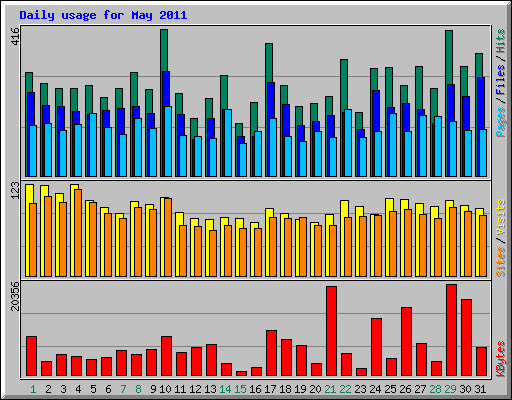 Daily usage for May 2011
416
Pages / Files / Hits
123
Sites / Visits
20356
KBytes
1 2 3 4 5 6 7 8 9 10 11 12 13 14 15 16 17 18 19 20 21 22 23 24 25 26 27 28 29 30 31